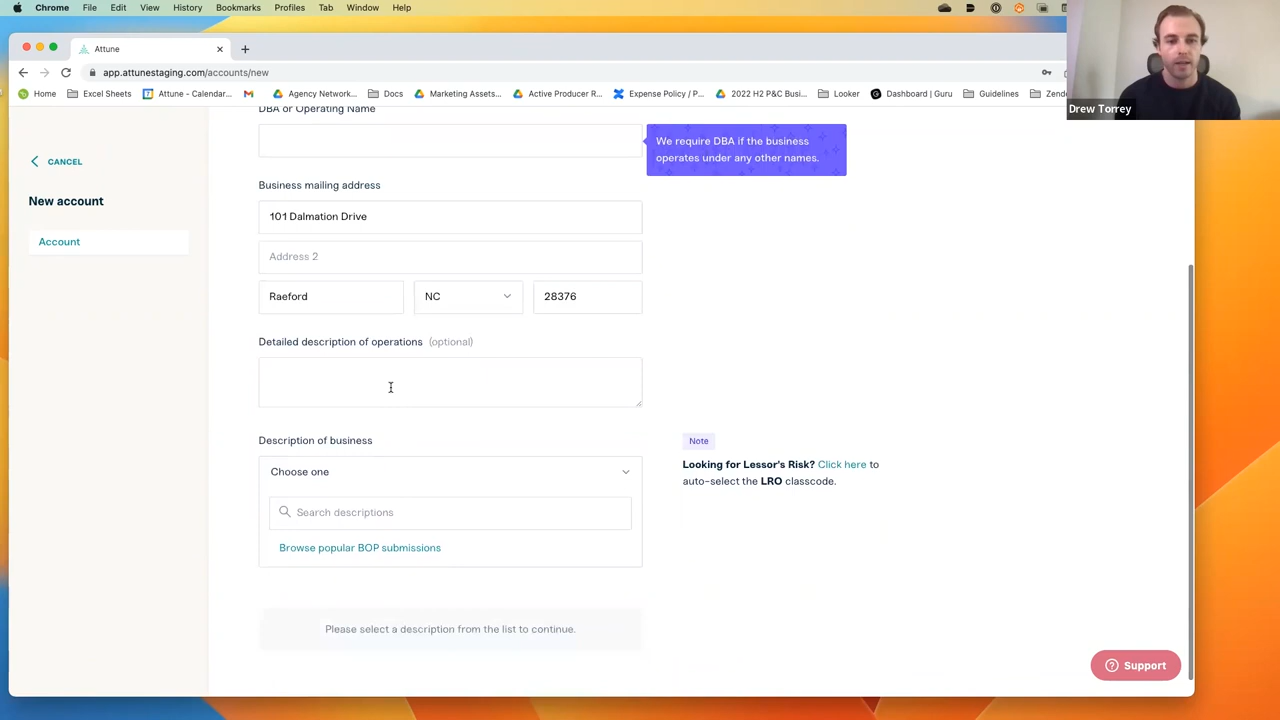 Chrome File Edit View History Bookmarks Profiles Tab Window Help
Attune
app.attunestaging.com/accounts/new
Home Excel Sheets Attune - Calendar... Agency Network... Docs Marketing Assets... Active Producer R... Expense Policy / P... 2022 H2 P&C Busi... Looker Dashboard | Guru Guidelines Zend
Drew Torrey
DBA or Operating Name
We require DBA if the business
operates under any other names.
CANCEL
New account
Account
Business mailing address
101 Dalmation Drive
Address 2
Raeford NC 28376
Detailed description of operations (optional)
Description of business
Choose one
Search descriptions
Browse popular BOP submissions
Note
Looking for Lessor's Risk? Click here to
auto-select the LRO classcode.
Please select a description from the list to continue.
Support